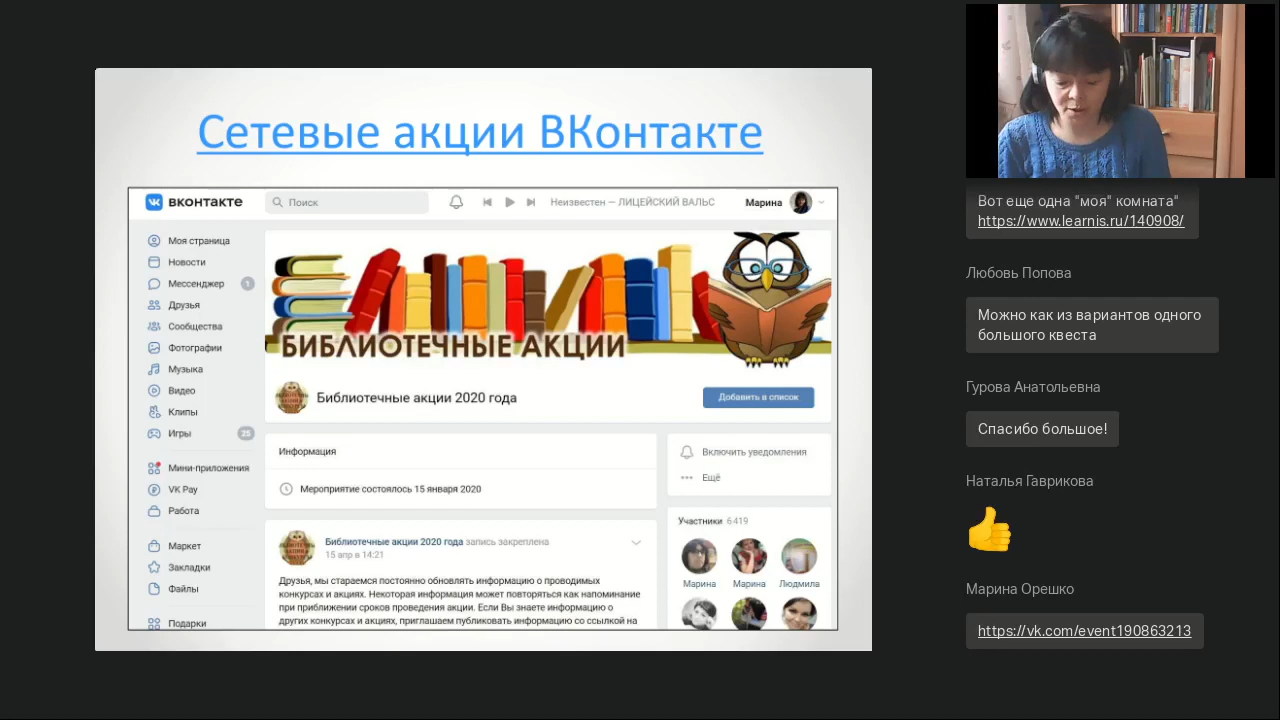 Сетевые акции ВКонтакте
вконтакте
Поиск
Неизвестен — ЛИЦЕЙСКИЙ ВАЛЬС
Марина
Моя страница
Новости
Мессенджер 1
Друзья
Сообщества
Фотографии
Музыка
Видео
Клипы
Игры 25
Мини-приложения
VK Pay
Работа
Маркет
Закладки
Файлы
Подарки
БИБЛИОТЕЧНЫЕ АКЦИИ
Библиотечные акции 2020 года
Добавить в список
Информация
Мероприятие состоялось 15 января 2020
Включить уведомления
Ещё
Библиотечные акции 2020 года запись закреплена
15 апр в 14:21
Друзья, мы стараемся постоянно обновлять информацию о проводимых
конкурсах и акциях. Некоторая информация может повторяться как напоминание
при приближении сроков проведения акции. Если Вы знаете информацию о
других конкурсах и акциях, приглашаем публиковать информацию со ссылкой на
Участники 6 419
Марина
Марина
Людмила
Вот еще одна "моя" комната"
https://www.learnis.ru/140908/
Любовь Попова
Можно как из вариантов одного
большого квеста
Гурова Анатольевна
Спасибо большое!
Наталья Гаврикова
Марина Орешко
https://vk.com/event190863213